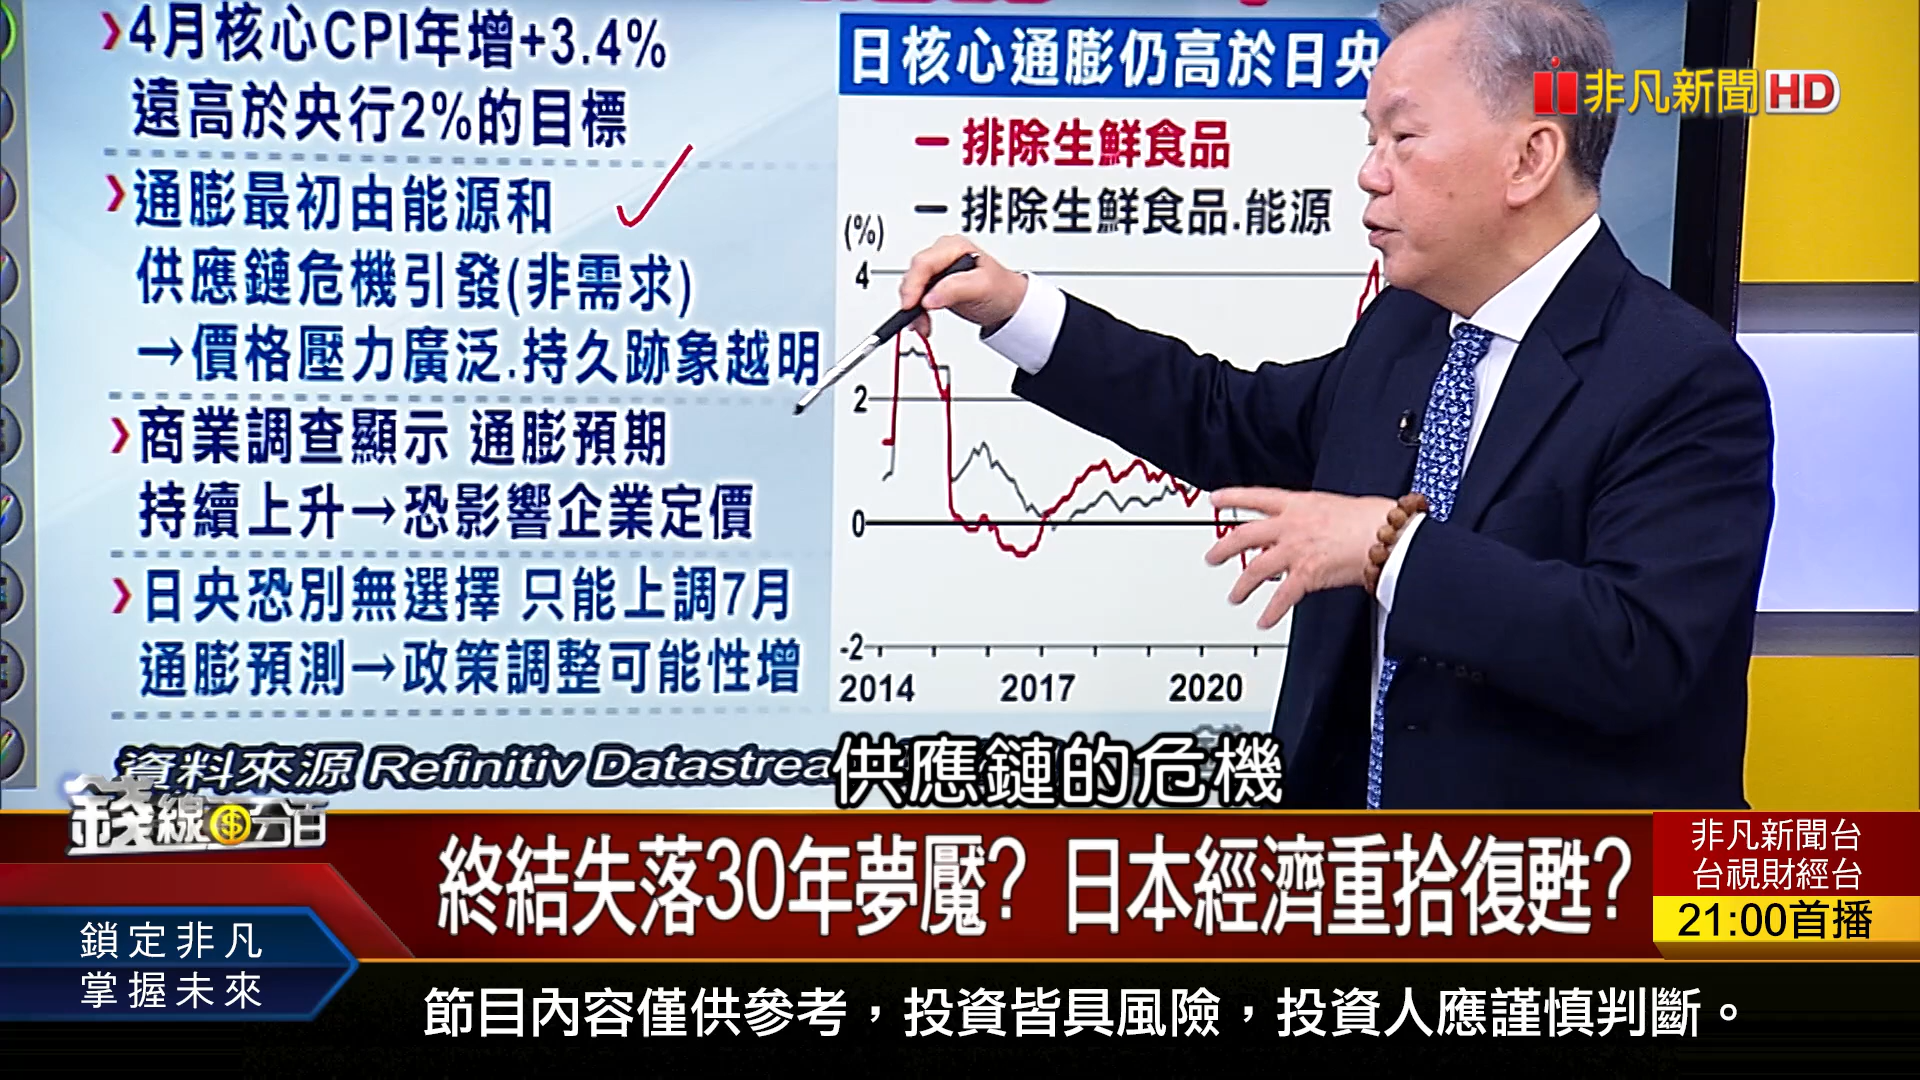 ❯4月核心CPI年增+3.4%
遠高於央行2%的目標
❯通膨最初由能源和
供應鏈危機引發(非需求)
→價格壓力廣泛.持久跡象越明
❯商業調查顯示 通膨預期
持續上升→恐影響企業定價
❯日央恐別無選擇 只能上調7月
通膨預測→政策調整可能性增
資料來源 Refinitiv Datastrea
日核心通膨仍高於日央
排除生鮮食品
排除生鮮食品.能源
(%)
4
2
0
-2
2014 2017 2020
非凡新聞HD
供應鏈的危機
錢線百分百
終結失落30年夢魘? 日本經濟重拾復甦?
非凡新聞台
台視財經台
21:00首播
鎖定非凡
掌握未來
節目內容僅供參考，投資皆具風險，投資人應謹慎判斷。